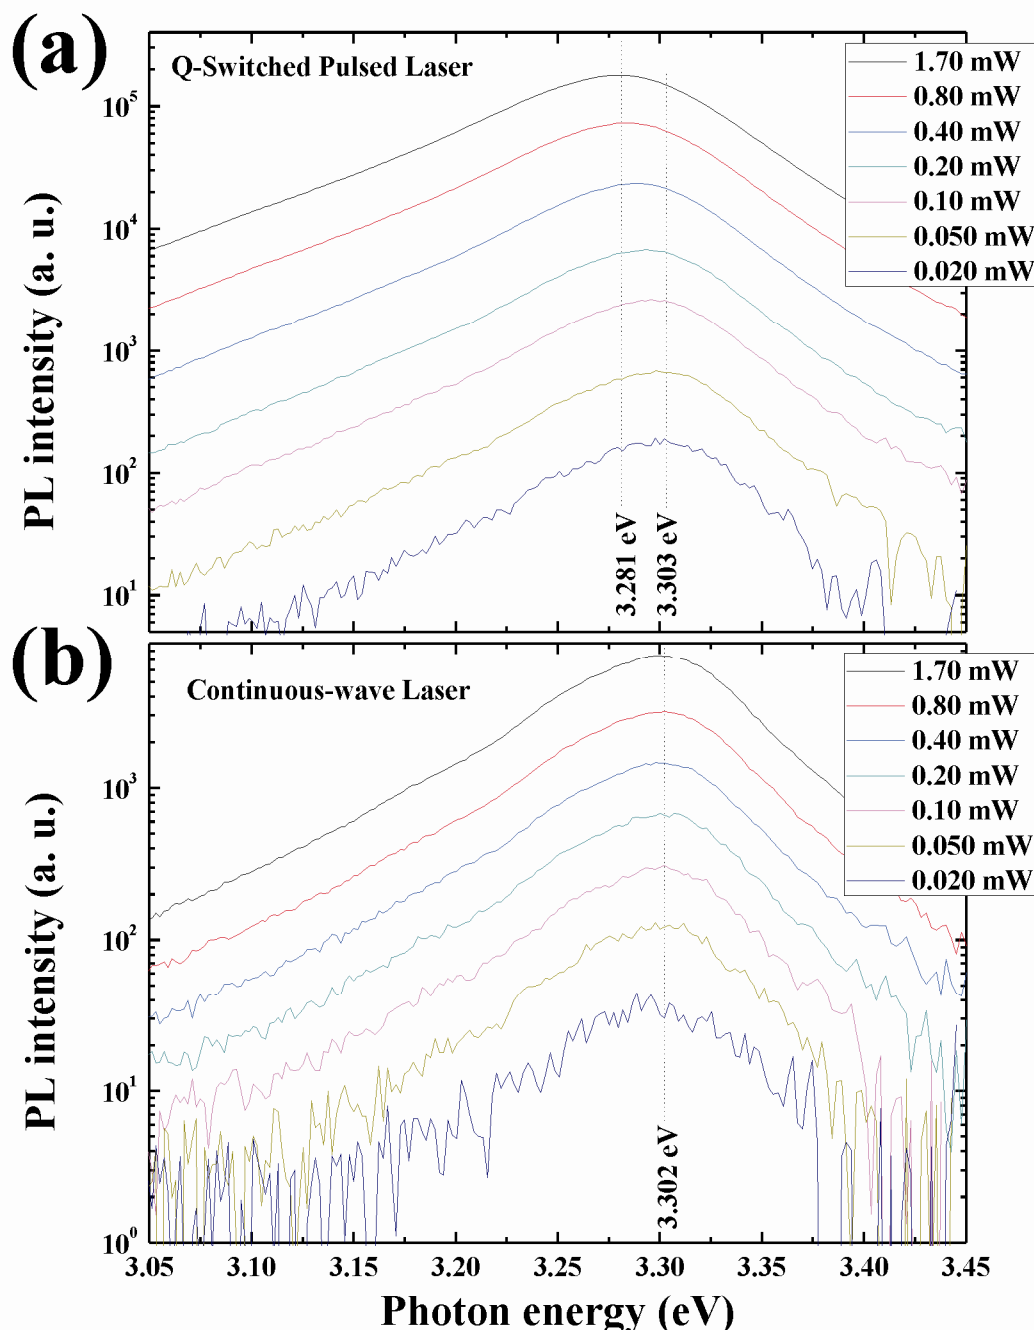 (a)
Q-Switched Pulsed Laser
1.70 mW
0.80 mW
0.40 mW
0.20 mW
0.10 mW
0.050 mW
0.020 mW
10^5
10^4
10^3
10^2
10^1
PL intensity (a. u.)
3.281 eV
3.303 eV
(b)
Continuous-wave Laser
1.70 mW
0.80 mW
0.40 mW
0.20 mW
0.10 mW
0.050 mW
0.020 mW
10^3
10^2
10^1
10^0
PL intensity (a. u.)
3.302 eV
3.05 3.10 3.15 3.20 3.25 3.30 3.35 3.40 3.45
Photon energy (eV)